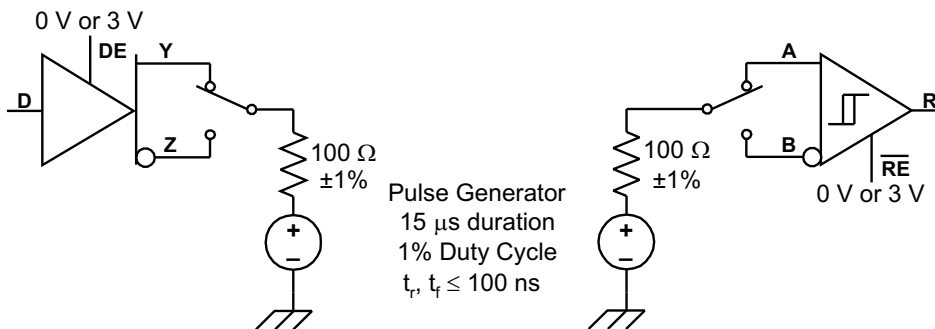 0 V or 3 V
DE
Y
D
Z
100 Ω
±1%
Pulse Generator
15 μs duration
1% Duty Cycle
tr, tf ≤ 100 ns
A
R
B
100 Ω
±1%
RE
0 V or 3 V